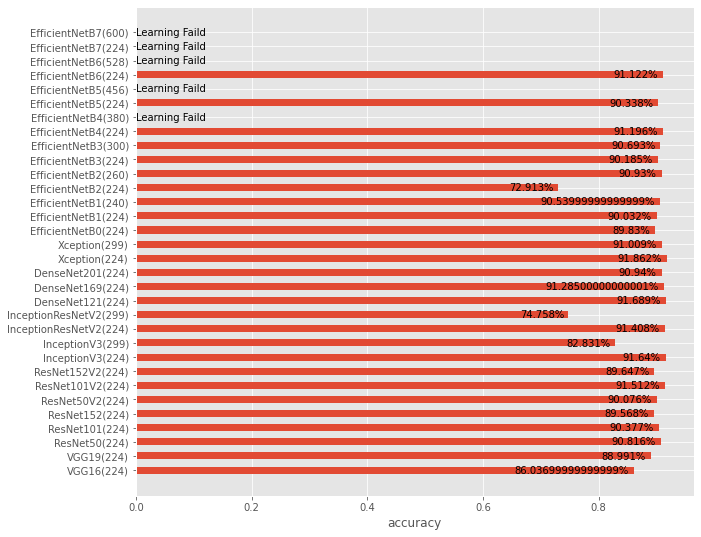 EfficientNetB7(600) Learning Faild
EfficientNetB7(224) Learning Faild
EfficientNetB6(528) Learning Faild
EfficientNetB6(224) 91.122%
EfficientNetB5(456) Learning Faild
EfficientNetB5(224) 90.338%
EfficientNetB4(380) Learning Faild
EfficientNetB4(224) 91.196%
EfficientNetB3(300) 90.693%
EfficientNetB3(224) 90.185%
EfficientNetB2(260) 90.93%
EfficientNetB2(224) 72.913%
EfficientNetB1(240) 90.53999999999999%
EfficientNetB1(224) 90.032%
EfficientNetB0(224) 89.83%
Xception(299) 91.009%
Xception(224) 91.862%
DenseNet201(224) 90.94%
DenseNet169(224) 91.28500000000001%
DenseNet121(224) 91.689%
InceptionResNetV2(299) 74.758%
InceptionResNetV2(224) 91.408%
InceptionV3(299) 82.831%
InceptionV3(224) 91.64%
ResNet152V2(224) 89.647%
ResNet101V2(224) 91.512%
ResNet50V2(224) 90.076%
ResNet152(224) 89.568%
ResNet101(224) 90.377%
ResNet50(224) 90.816%
VGG19(224) 88.991%
VGG16(224) 86.03699999999999%
0.0 0.2 0.4 0.6 0.8
accuracy